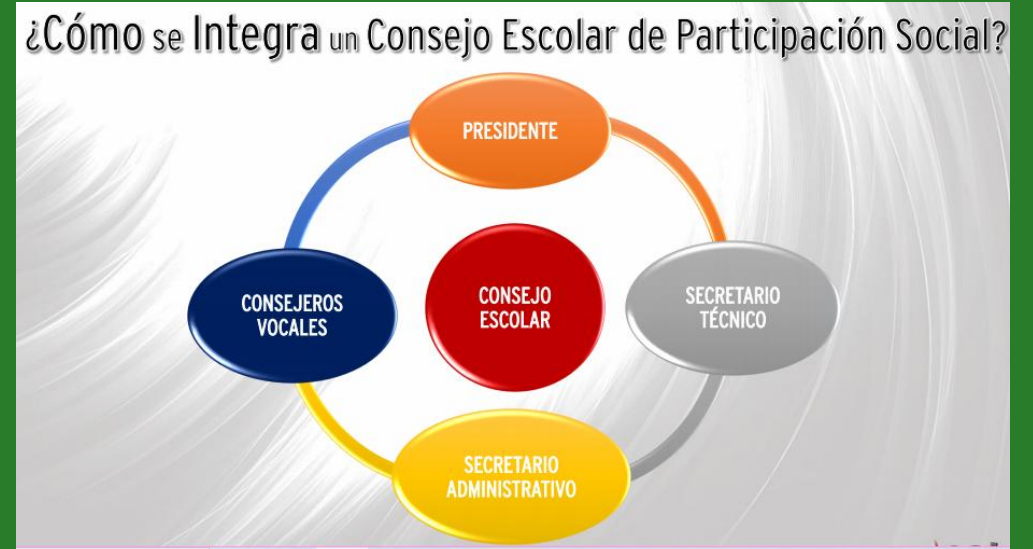 ¿Cómo se Integra un Consejo Escolar de Participación Social?
PRESIDENTE
CONSEJEROS
VOCALES
CONSEJO
ESCOLAR
SECRETARIO
TÉCNICO
SECRETARIO
ADMINISTRATIVO